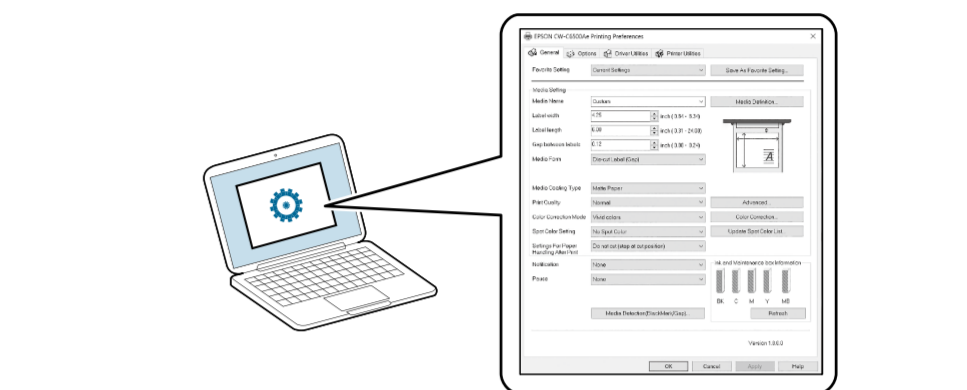 EPSON CW-C6500Ae Printing Preferences
General Options Driver Utilities Printer Utilities
Favorite Setting Current Settings Save As Favorite Setting...
Media Setting
Media Name Custom Media Definition...
Label width 4.25 inch ( 0.84 - 8.34)
Label length 6.00 inch ( 0.31 - 24.00)
Gap between labels 0.12 inch ( 0.08 - 0.24)
Media Form Die-cut Label (Gap)
A
Media Coating Type Matte Paper
Print Quality Normal Advanced...
Color Correction Mode Vivid colors Color Correction...
Spot Color Setting No Spot Color Update Spot Color List...
Settings For Paper
Handling After Print Do not cut (stop at cut position)
Notification None Ink and Maintenance box Information
Pause None
BK C M Y MB
Media Detection(BlackMark/Gap)... Refresh
Version 1.0.0.0
OK Cancel Apply Help